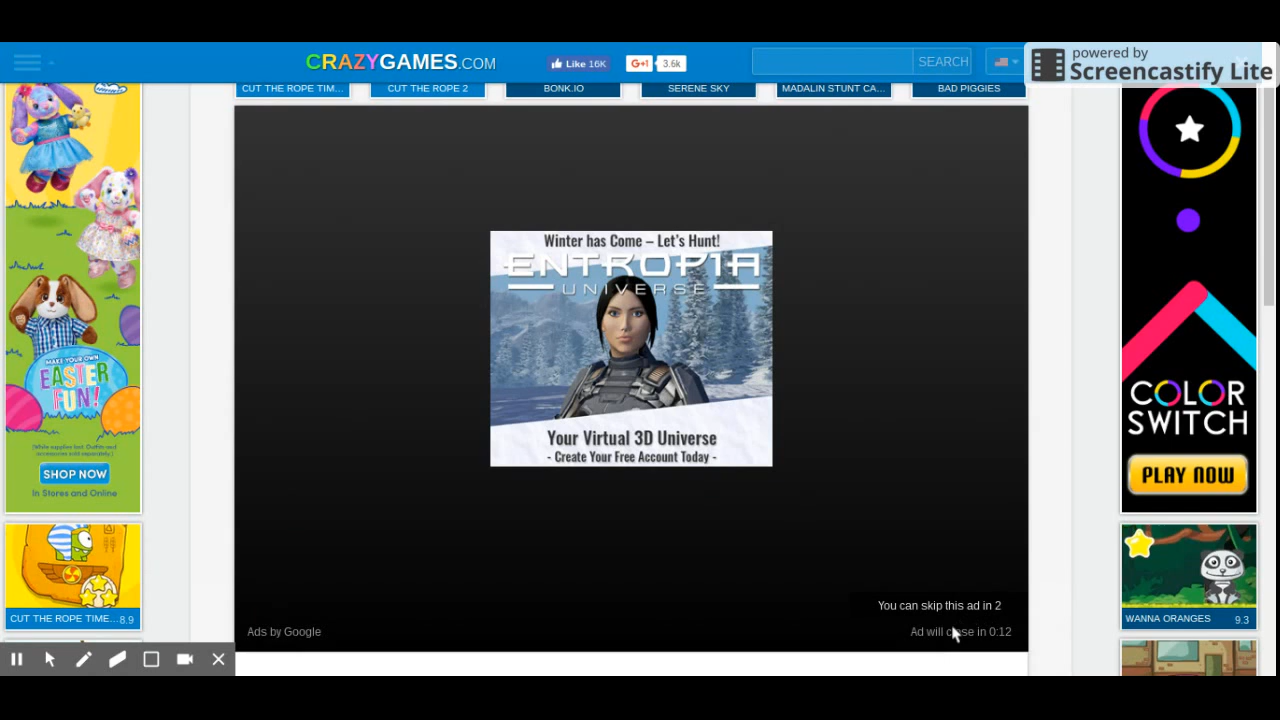 CRAZYGAMES.COM
Like 16K
G+1
3.6k
SEARCH
powered by
Screencastify Lite
CUT THE ROPE TIM...
CUT THE ROPE 2
BONK.IO
SERENE SKY
MADALIN STUNT CA...
BAD PIGGIES
Winter has Come – Let's Hunt!
ENTROPIA
UNIVERSE
Your Virtual 3D Universe
- Create Your Free Account Today -
You can skip this ad in 2
Ads by Google
Ad will close in 0:12
MAKE YOUR OWN
EASTER
FUN!
SHOP NOW
In Stores and Online
CUT THE ROPE TIME...
8.9
COLOR
SWITCH
PLAY NOW
WANNA ORANGES
9.3